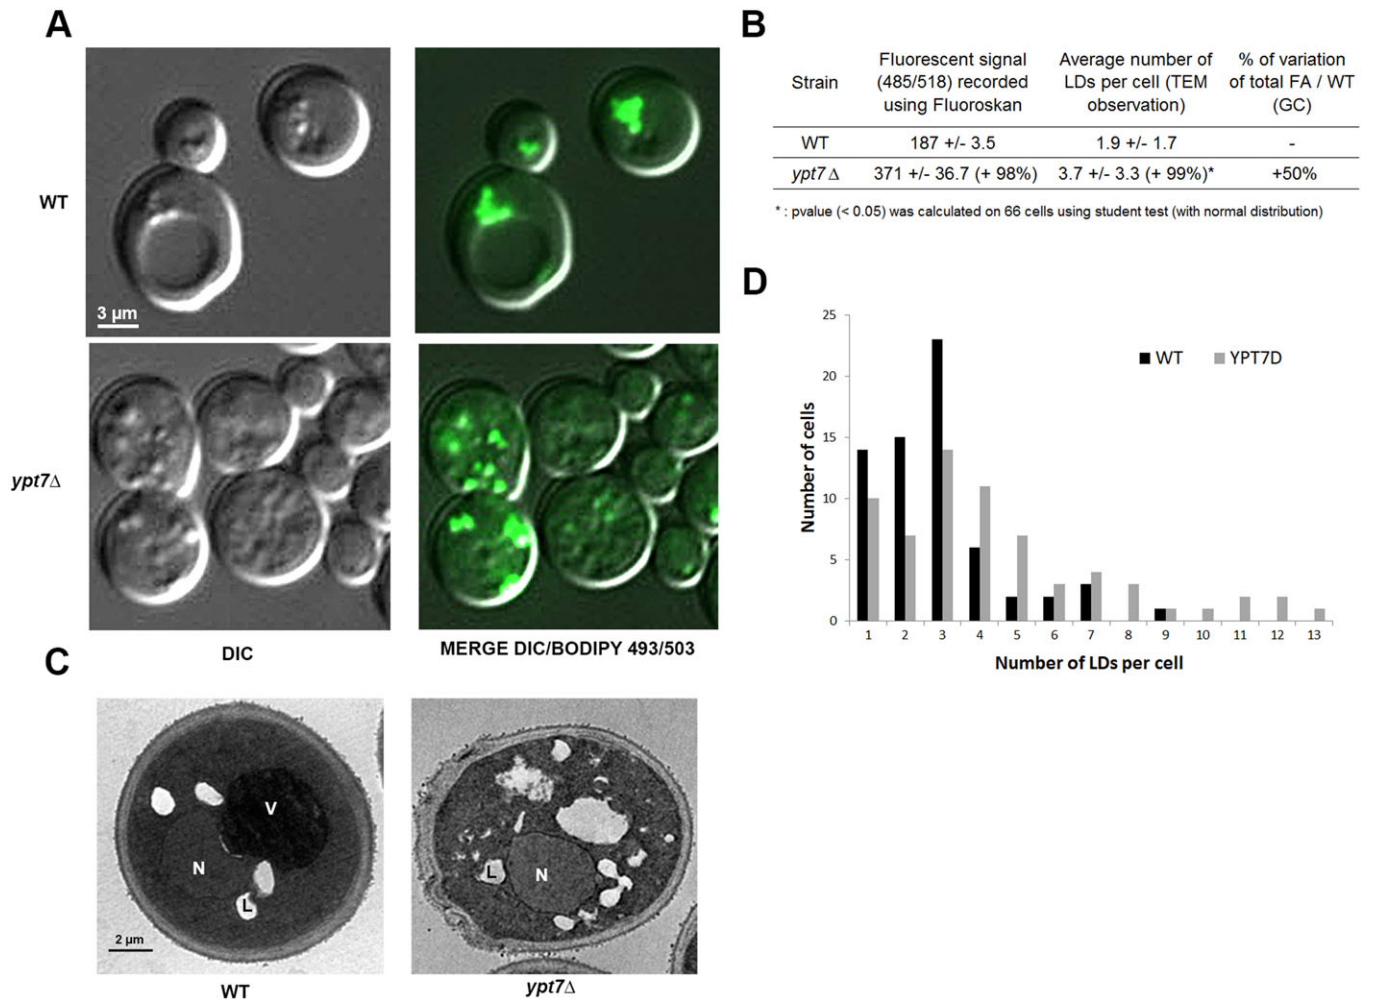 A
WT
3 µm
ypt7Δ
DIC
MERGE DIC/BODIPY 493/503
B
Strain
Fluorescent signal
(485/518) recorded
using Fluoroskan
Average number of
LDs per cell (TEM
observation)
% of variation
of total FA / WT
(GC)
WT 187 +/- 3.5 1.9 +/- 1.7 -
ypt7 Δ 371 +/- 36.7 (+ 98%) 3.7 +/- 3.3 (+ 99%)* +50%
* : pvalue (< 0.05) was calculated on 66 cells using student test (with normal distribution)
C
V
N
L
2 µm
WT
L
N
ypt7Δ
D
25
20
15
10
5
0
Number of cells
WT YPT7D
1 2 3 4 5 6 7 8 9 10 11 12 13
Number of LDs per cell